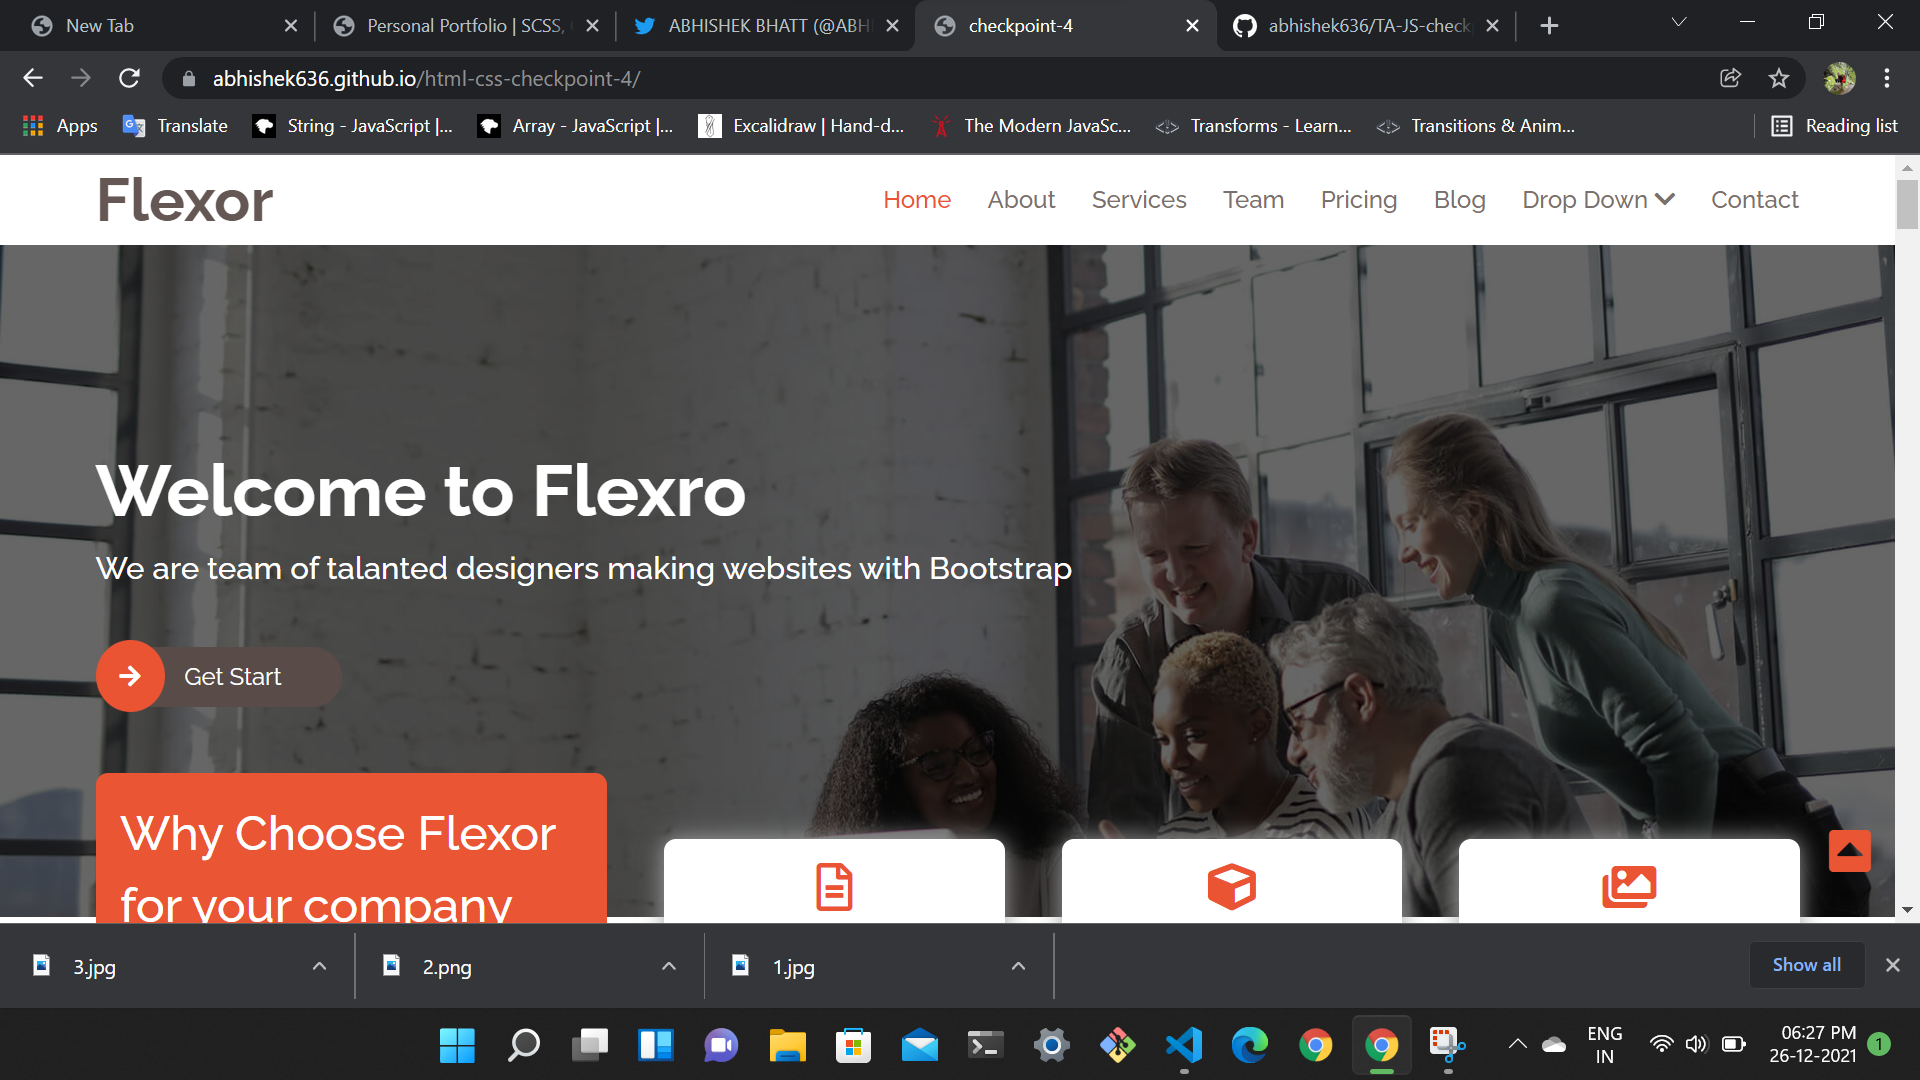 New Tab
Personal Portfolio | SCSS,
ABHISHEK BHATT (@ABH
checkpoint-4
abhishek636/TA-JS-check
abhishek636.github.io/html-css-checkpoint-4/
Apps
Translate
String - JavaScript |...
Array - JavaScript |...
Excalidraw | Hand-d...
The Modern JavaSc...
Transforms - Learn...
Transitions & Anim...
Reading list
Flexor
Home
About
Services
Team
Pricing
Blog
Drop Down
Contact
Welcome to Flexro
We are team of talanted designers making websites with Bootstrap
Get Start
Why Choose Flexor
for your company
3.jpg
2.png
1.jpg
Show all
ENG
IN
06:27 PM
26-12-2021
1